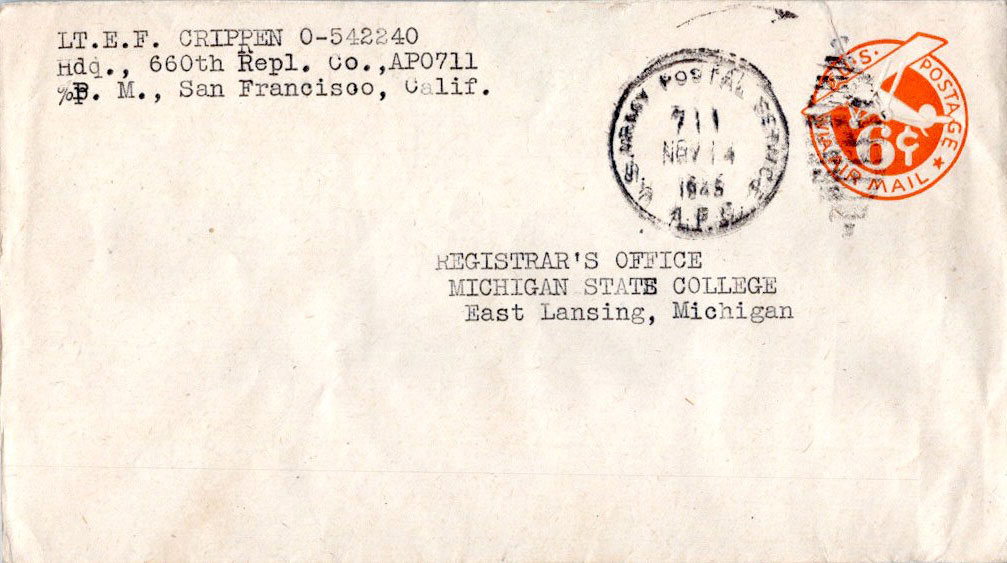 LT.E.F. CRIPPEN O-542240
Hdq., 660th Repl. Co.,APO711
%P. M., San Francisco, Calif.
U.S. ARMY POSTAL SERVICE
711
NOV 14
1945
A.P.O.
U.S. POSTAGE
6¢
VIA AIR MAIL
REGISTRAR'S OFFICE
MICHIGAN STATE COLLEGE
East Lansing, Michigan